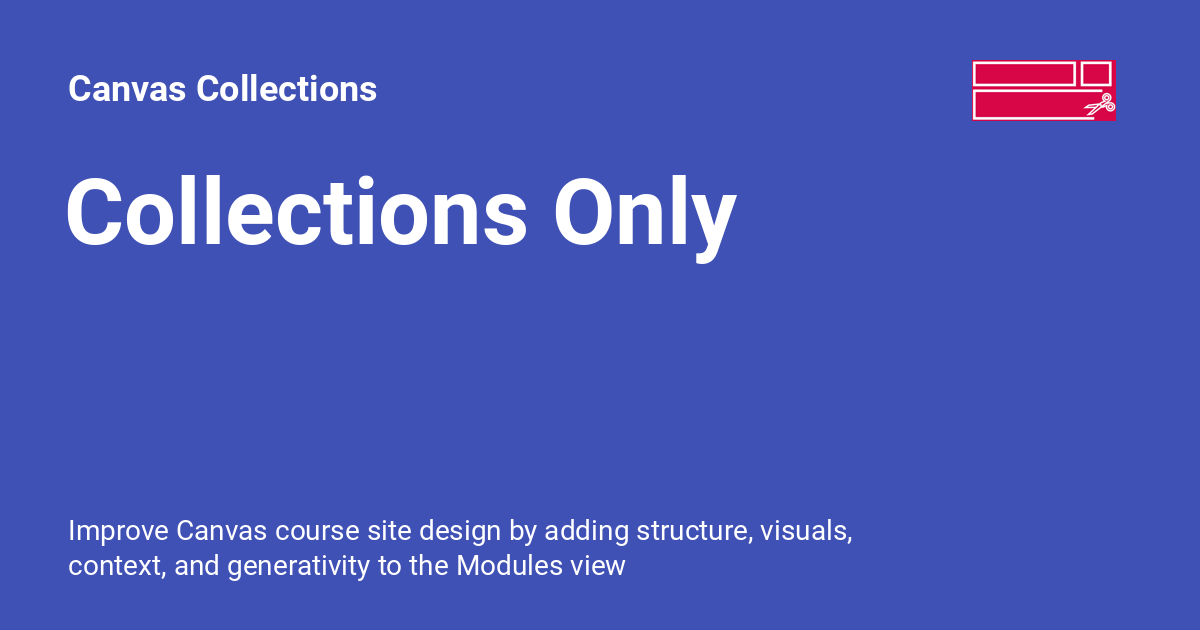 Canvas Collections
Collections Only
Improve Canvas course site design by adding structure, visuals,
context, and generativity to the Modules view